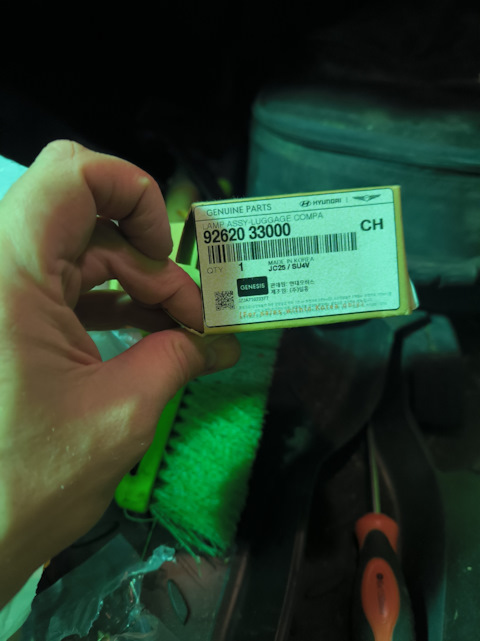 GENUINE PARTS HYUNDAI
LAMP ASSY-LUGGAGE COMPA
92620 33000 CH
QTY. 1 MADE IN KOREA
JC25 / SU4V
GENESIS